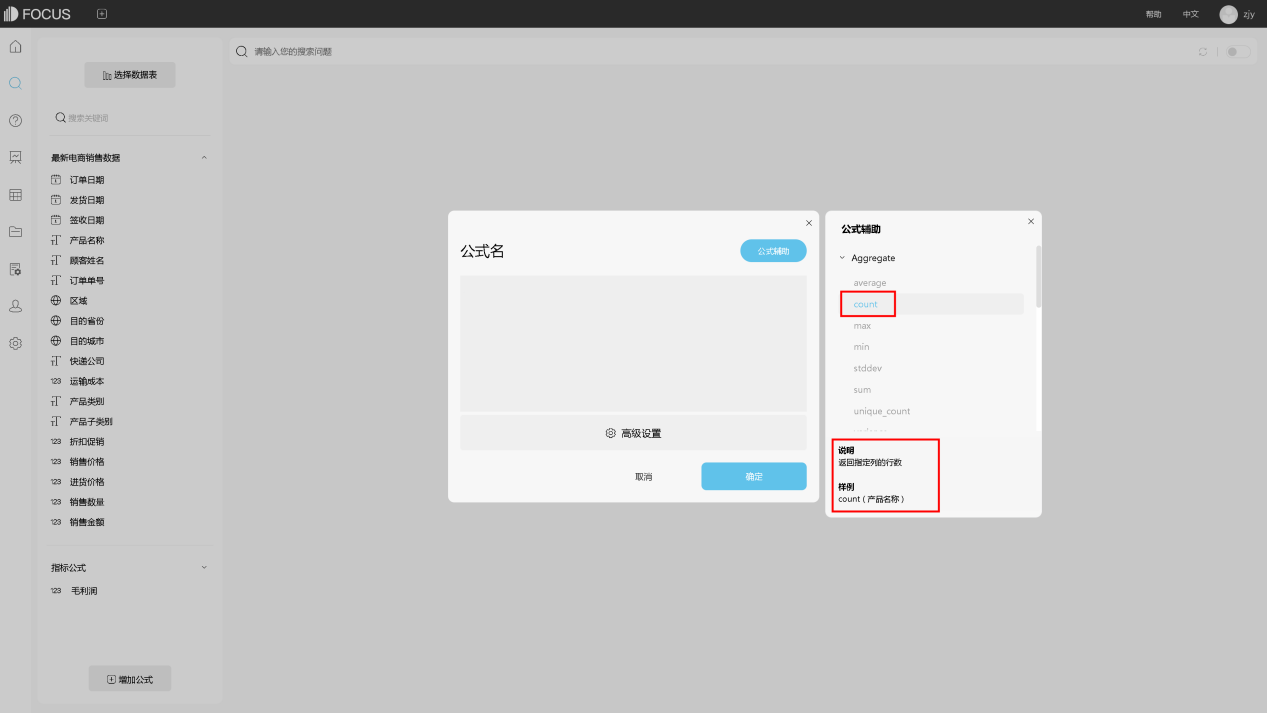 FOCUS
帮助
中文
zjy
选择数据表
请输入您的搜索问题
搜索关键词
最新电商销售数据
订单日期
发货日期
签收日期
产品名称
顾客姓名
订单单号
区域
目的省份
目的城市
快递公司
123 运输成本
产品类别
产品子类别
123 折扣促销
123 销售价格
123 进货价格
123 销售数量
123 销售金额
指标公式
123 毛利润
增加公式
公式名
公式辅助
高级设置
取消
确定
公式辅助
Aggregate
average
count
max
min
stddev
sum
unique_count
说明
返回指定列的行数
样例
count ( 产品名称 )